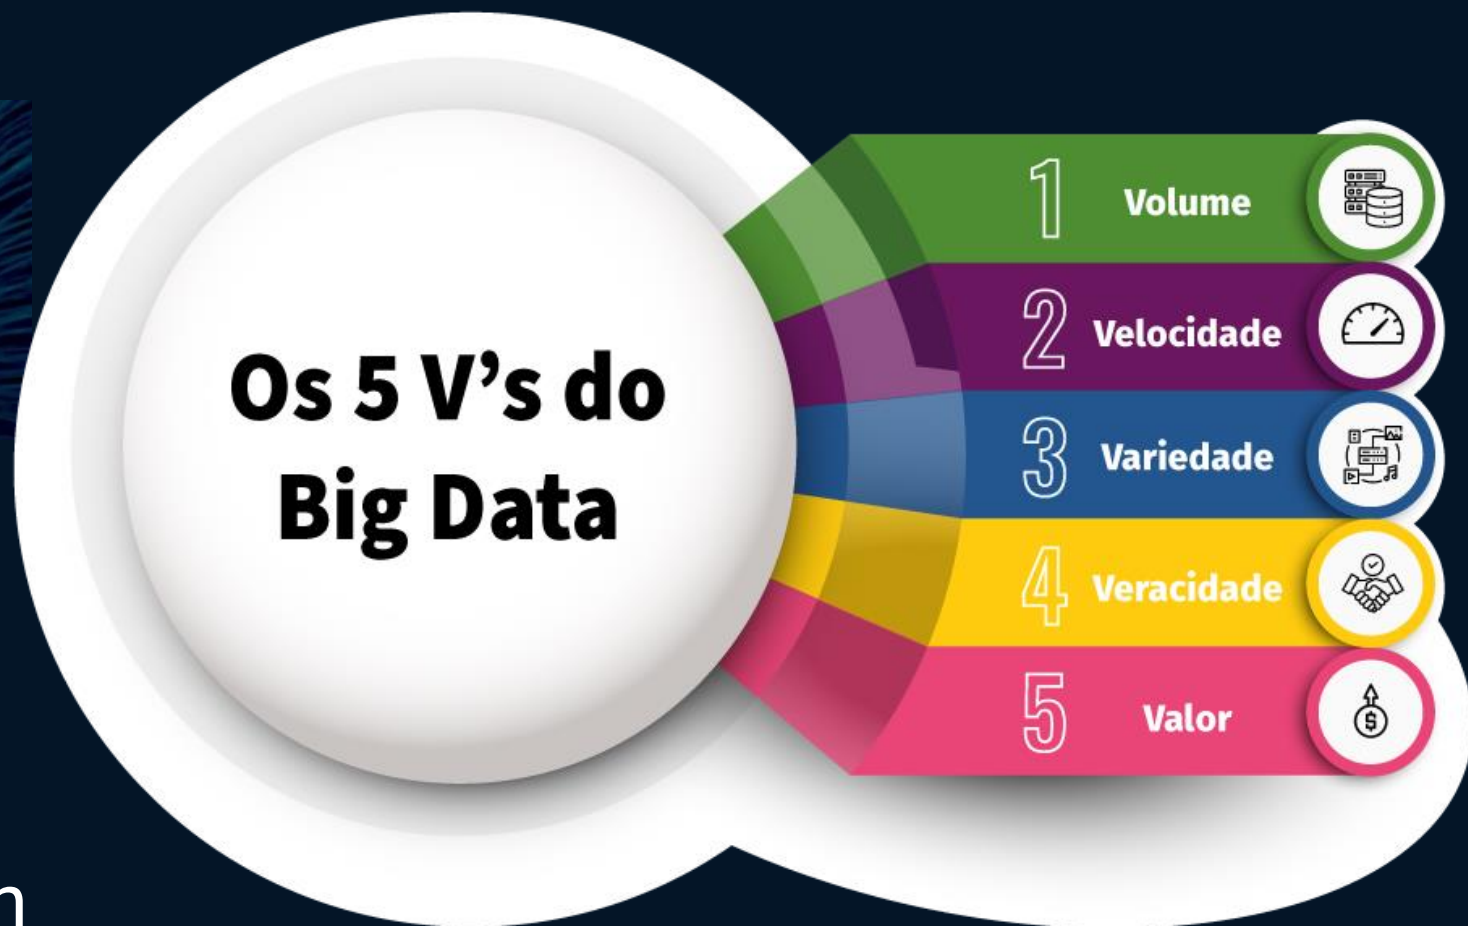 Os 5 V’s do
Big Data
1 Volume
2 Velocidade
3 Variedade
4 Veracidade
5 Valor